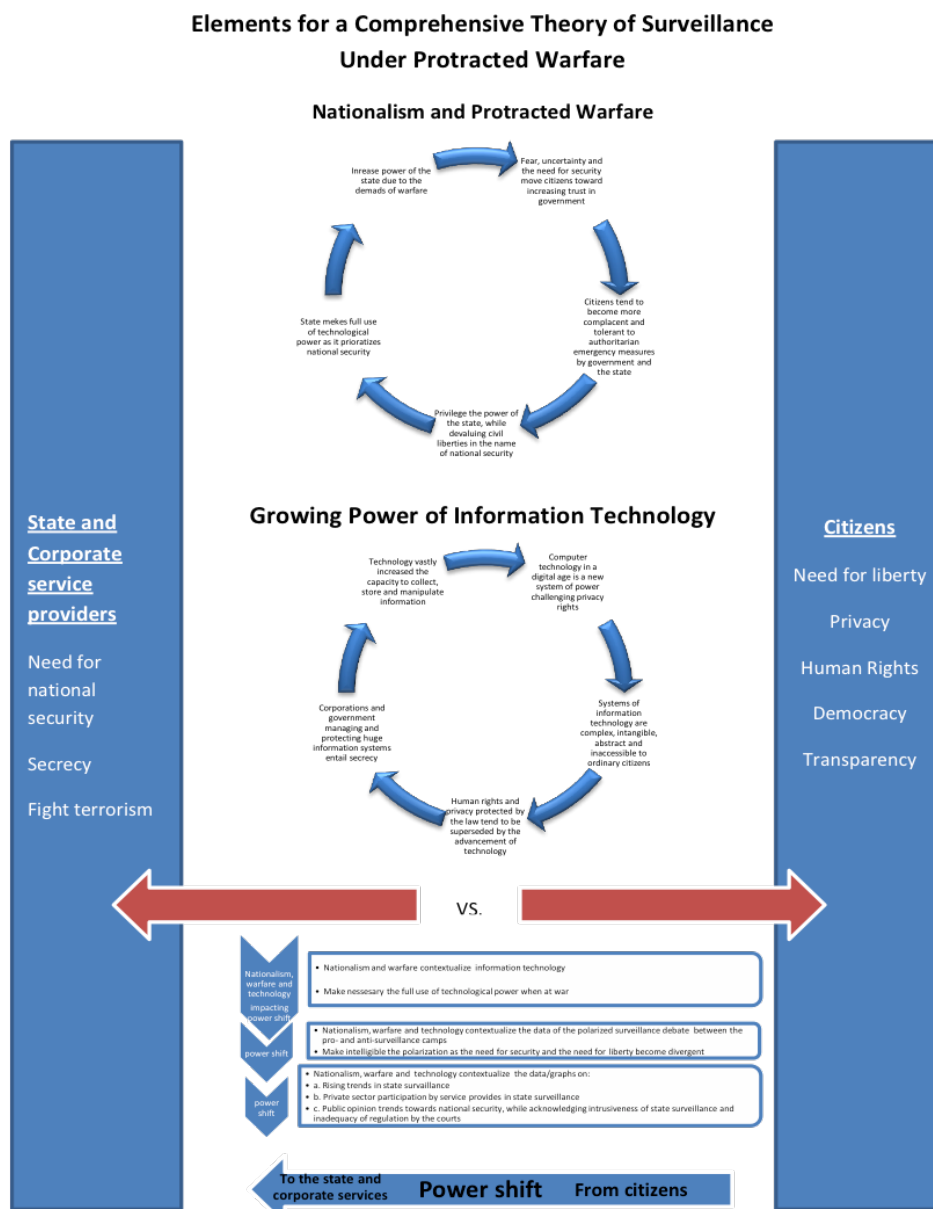 Elements for a Comprehensive Theory of Surveillance
Under Protracted Warfare
Nationalism and Protracted Warfare
Inrease power of the
state due to the
demads of warfare
Fear, uncertainty and
the need for security
move citizens toward
increasing trust in
government
Citizens tend to
become more
complacent and
tolerant to
authoritarian
emergency measures
by government and
the state
Privilege the power of
the state, while
devaluing civil
liberties in the name
of national security
State mekes full use
of technological
power as it prioratizes
national security
Growing Power of Information Technology
Technology vastly
increased the
capacity to collect,
store and manipulate
information
Computer
technology in a
digital age is a new
system of power
challenging privacy
rights
Systems of
information
technology are
complex, intangible,
abstract and
inaccessible to
ordinary citizens
Human rights and
privacy protected by
the law tend to be
superseded by the
advancement of
technology
Corporations and
government
managing and
protecting huge
information systems
entail secrecy
State and
Corporate
service
providers
Need for
national
security
Secrecy
Fight terrorism
Citizens
Need for liberty
Privacy
Human Rights
Democracy
Transparency
vs.
Nationalism,
warfare and
technology
impacting
power shift
• Nationalism and warfare contextualize information technology
• Make nessesary the full use of technological power when at war
power shift
• Nationalism, warfare and technology contextualize the data of the polarized surveillance debate between the
pro- and anti-surveillance camps
• Make intelligible the polarization as the need for security and the need for liberty become divergent
power
shift
• Nationalism, warfare and technology contextualize the data/graphs on:
• a. Rising trends in state survaillance
• b. Private sector participation by service provides in state surveillance
• c. Public opinion trends towards national security, while acknowledging intrusiveness of state surveillance and
inadequacy of regulation by the courts
To the state and
corporate services
Power shift
From citizens